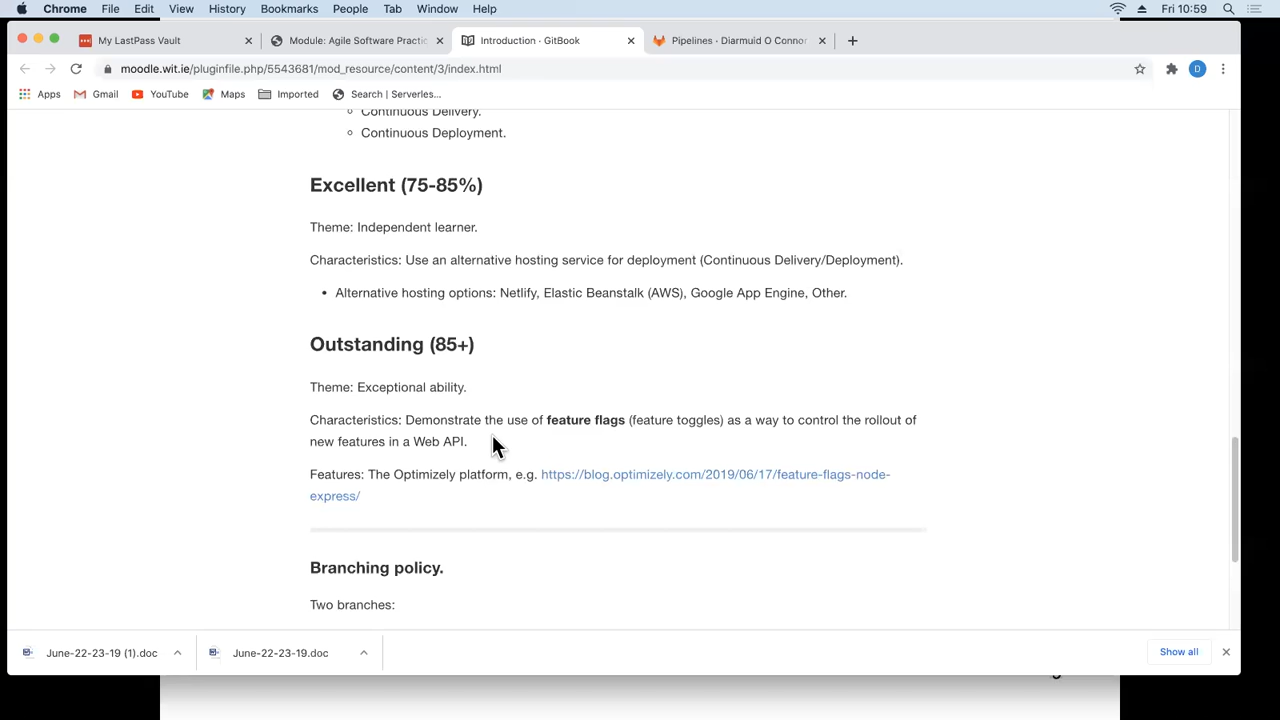 Chrome File Edit View History Bookmarks People Tab Window Help Fri 10:59
My LastPass Vault Module: Agile Software Practic Introduction · GitBook Pipelines · Diarmuid O Connor
moodle.wit.ie/pluginfile.php/5543681/mod_resource/content/3/index.html D
Apps Gmail YouTube Maps Imported Search | Serverless...
Continuous Delivery.
Continuous Deployment.
Excellent (75-85%)
Theme: Independent learner.
Characteristics: Use an alternative hosting service for deployment (Continuous Delivery/Deployment).
• Alternative hosting options: Netlify, Elastic Beanstalk (AWS), Google App Engine, Other.
Outstanding (85+)
Theme: Exceptional ability.
Characteristics: Demonstrate the use of feature flags (feature toggles) as a way to control the rollout of
new features in a Web API.
Features: The Optimizely platform, e.g. https://blog.optimizely.com/2019/06/17/feature-flags-node-
express/
Branching policy.
Two branches:
June-22-23-19 (1).doc June-22-23-19.doc Show all